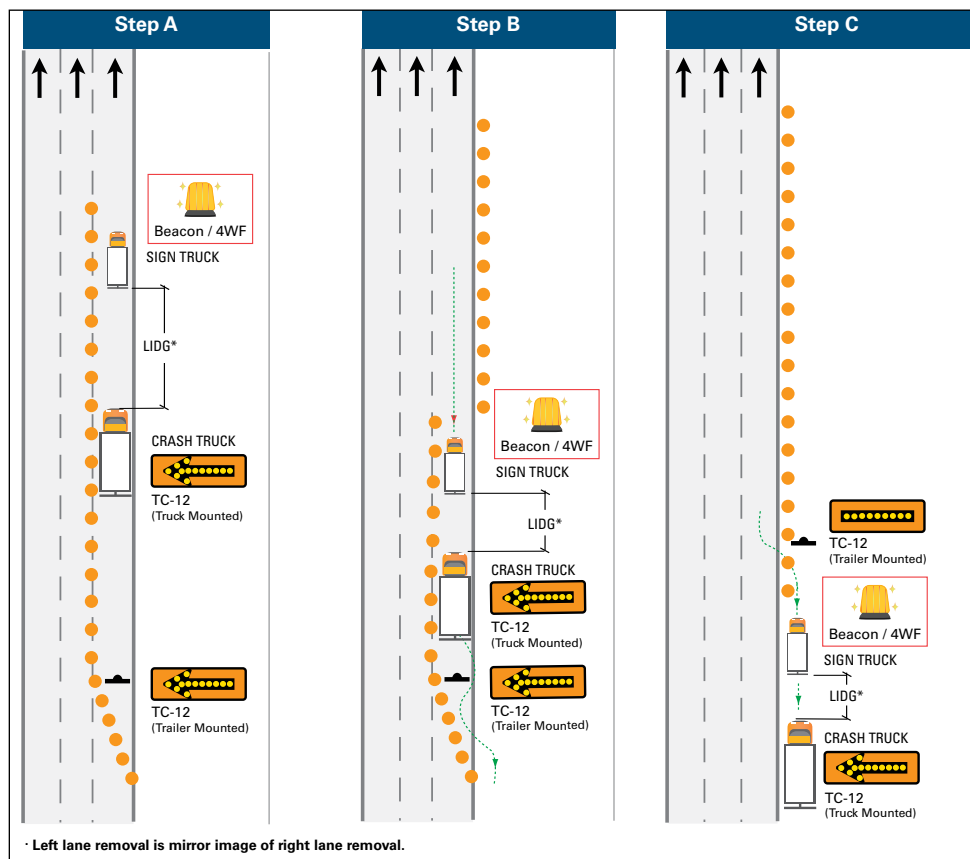 Step A
Beacon / 4WF
SIGN TRUCK
LIDG*
CRASH TRUCK
TC-12
(Truck Mounted)
TC-12
(Trailer Mounted)
Step B
Beacon / 4WF
SIGN TRUCK
LIDG*
CRASH TRUCK
TC-12
(Truck Mounted)
TC-12
(Trailer Mounted)
Step C
TC-12
(Trailer Mounted)
Beacon / 4WF
SIGN TRUCK
LIDG*
CRASH TRUCK
TC-12
(Truck Mounted)
· Left lane removal is mirror image of right lane removal.